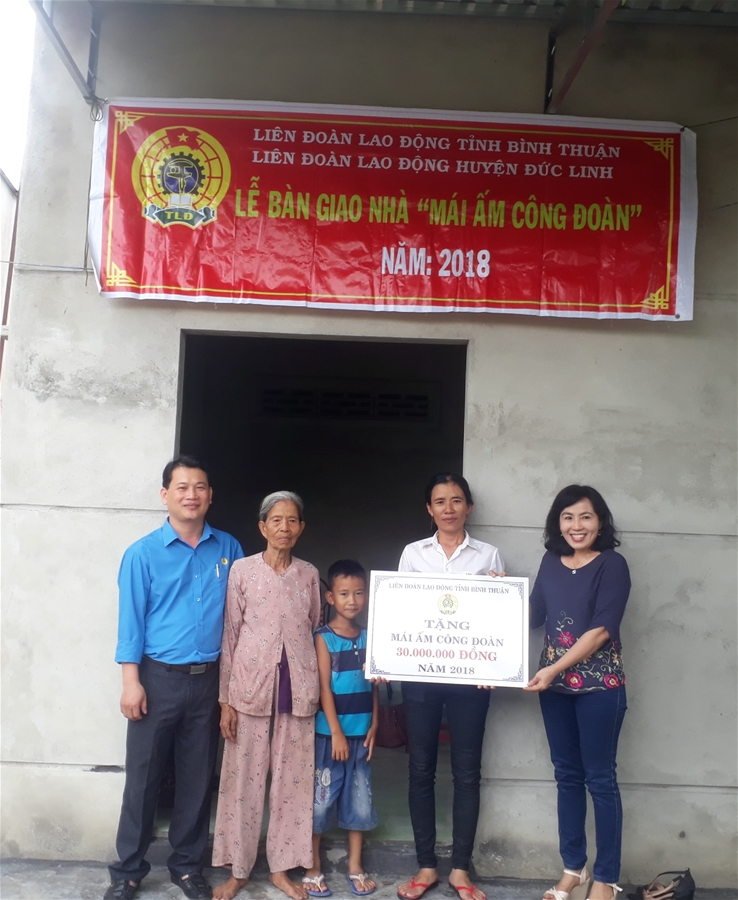 LIÊN ĐOÀN LAO ĐỘNG TỈNH BÌNH THUẬN
LIÊN ĐOÀN LAO ĐỘNG HUYỆN ĐỨC LINH
TLĐ
LỄ BÀN GIAO NHÀ “MÁI ẤM CÔNG ĐOÀN”
NĂM: 2018
LIÊN ĐOÀN LAO ĐỘNG TỈNH BÌNH THUẬN
TẶNG
MÁI ẤM CÔNG ĐOÀN
30.000.000 ĐỒNG
NĂM 2018